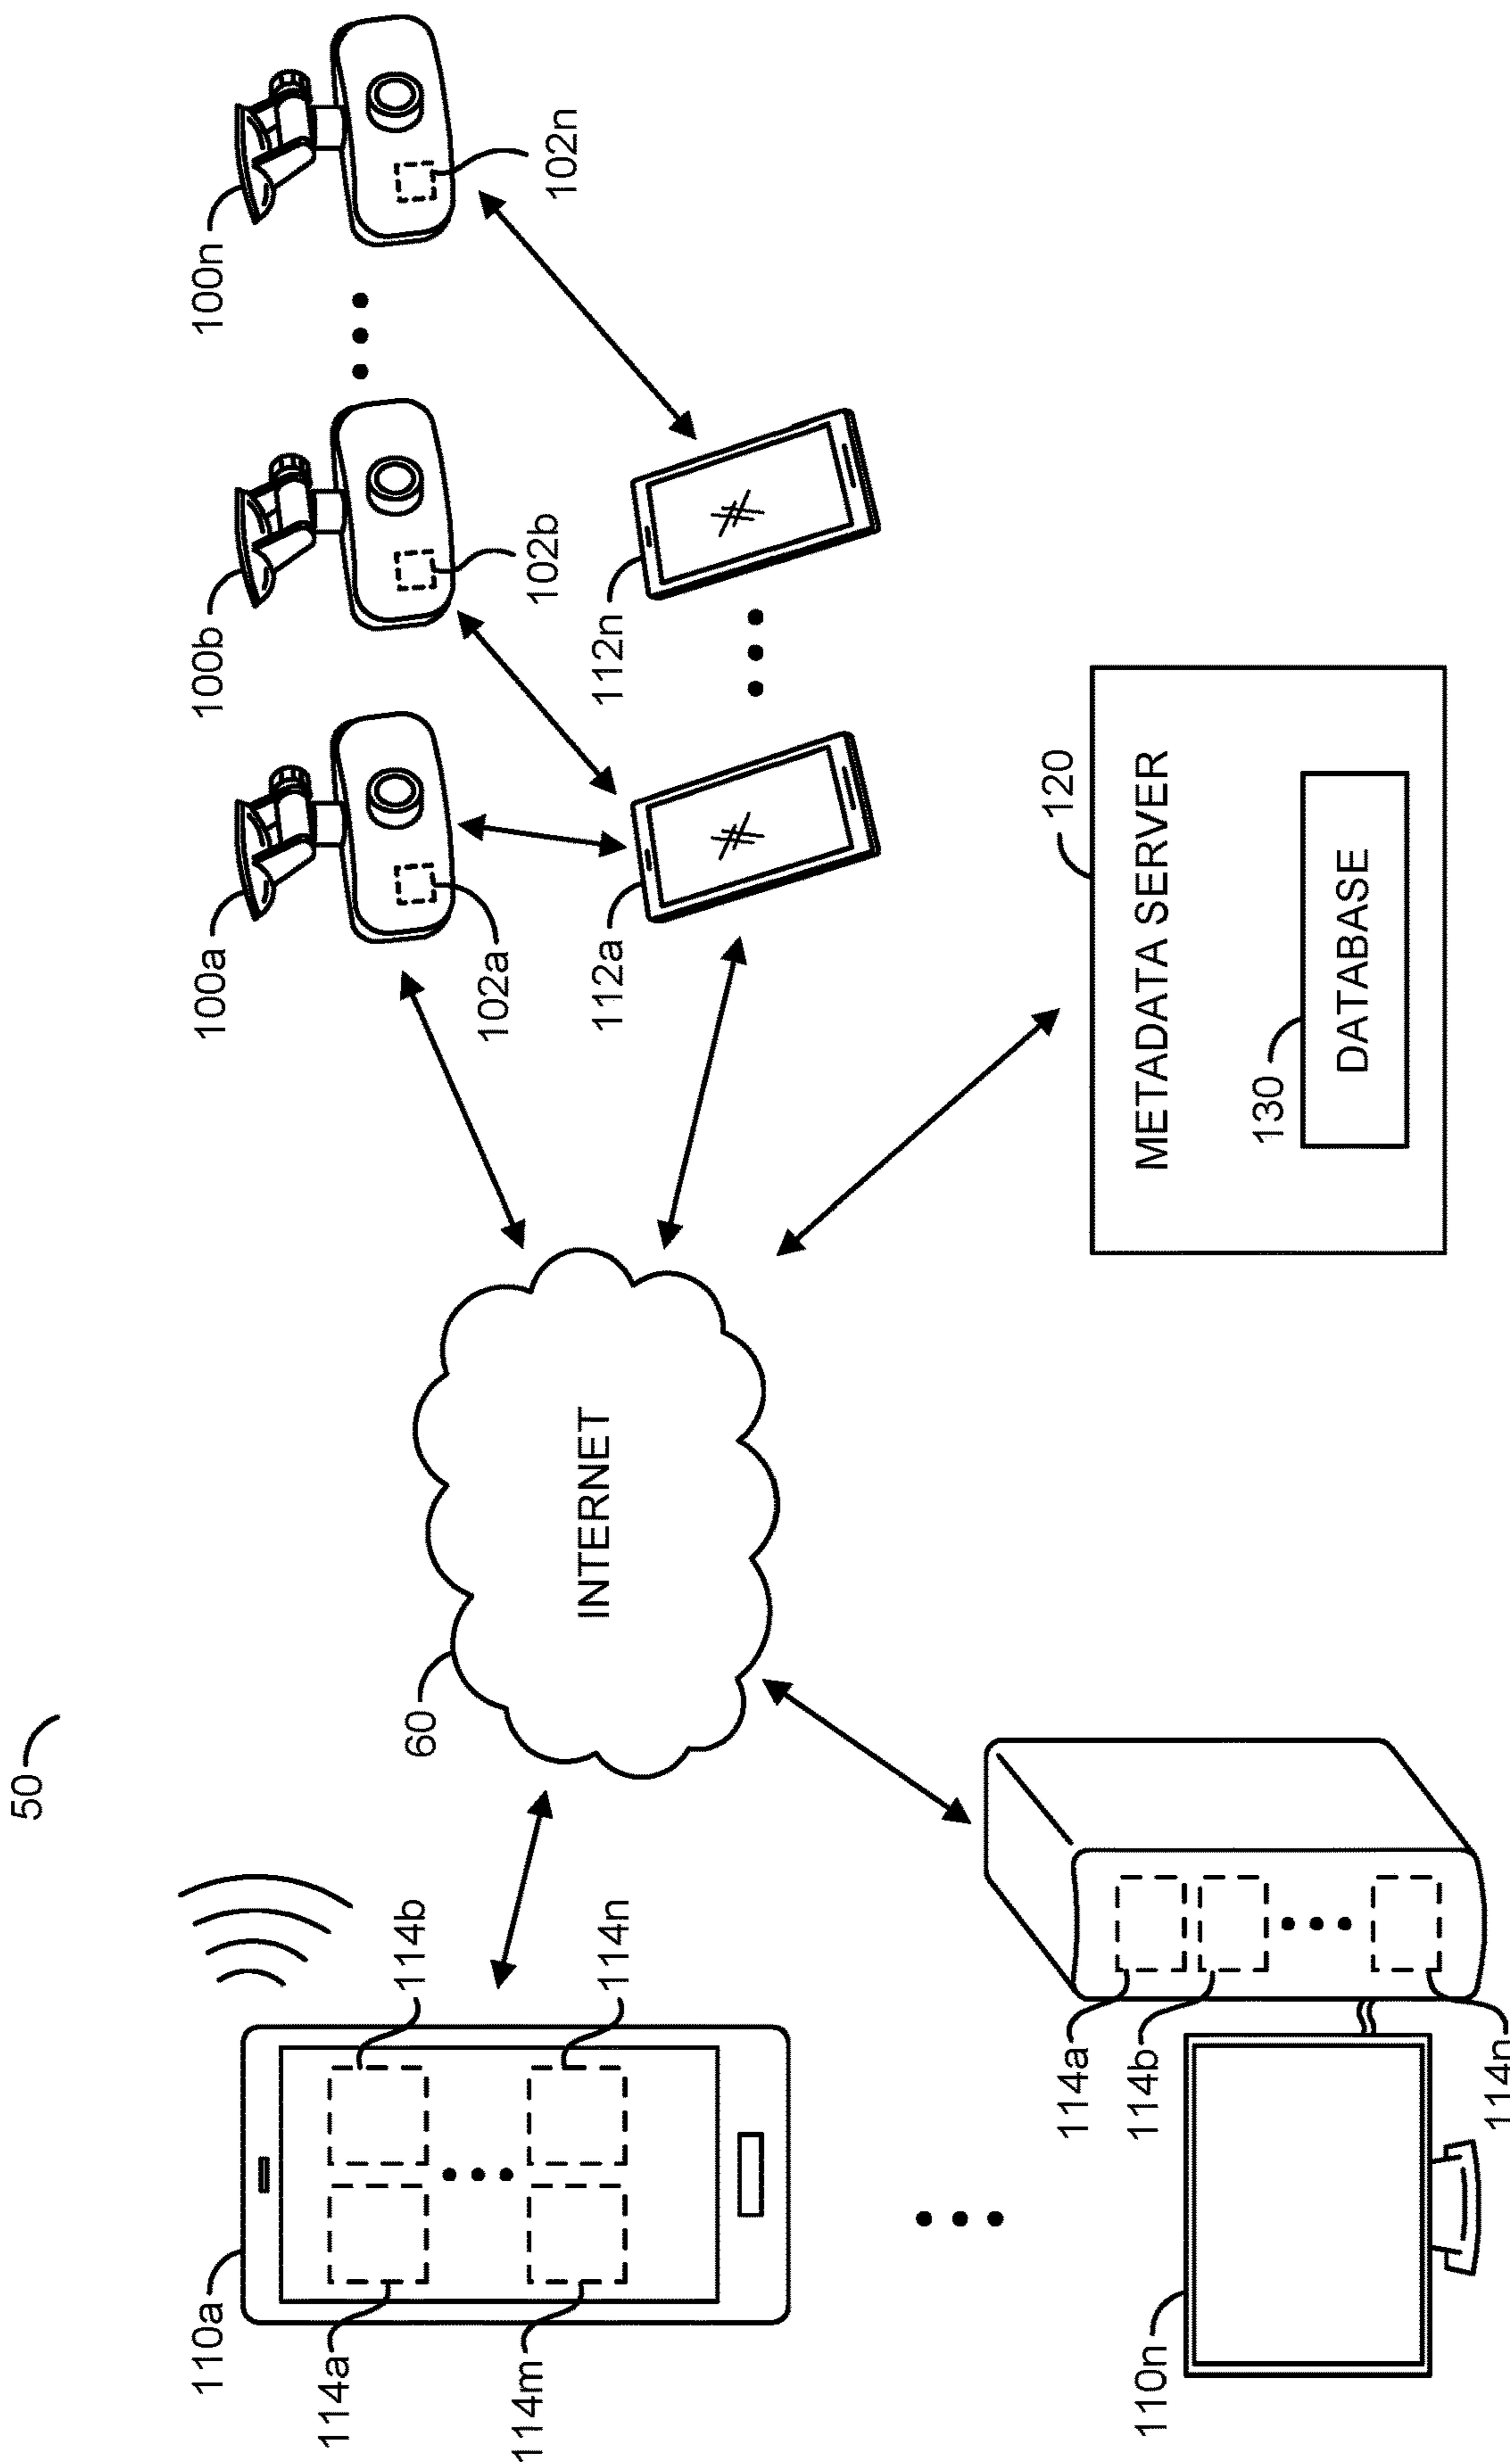 50
110a
114a
114b
114m
114n
60
INTERNET
100a
102a
100b
102b
100n
102n
112a
112n
110n
114a
114b
114n
120
METADATA SERVER
130
DATABASE